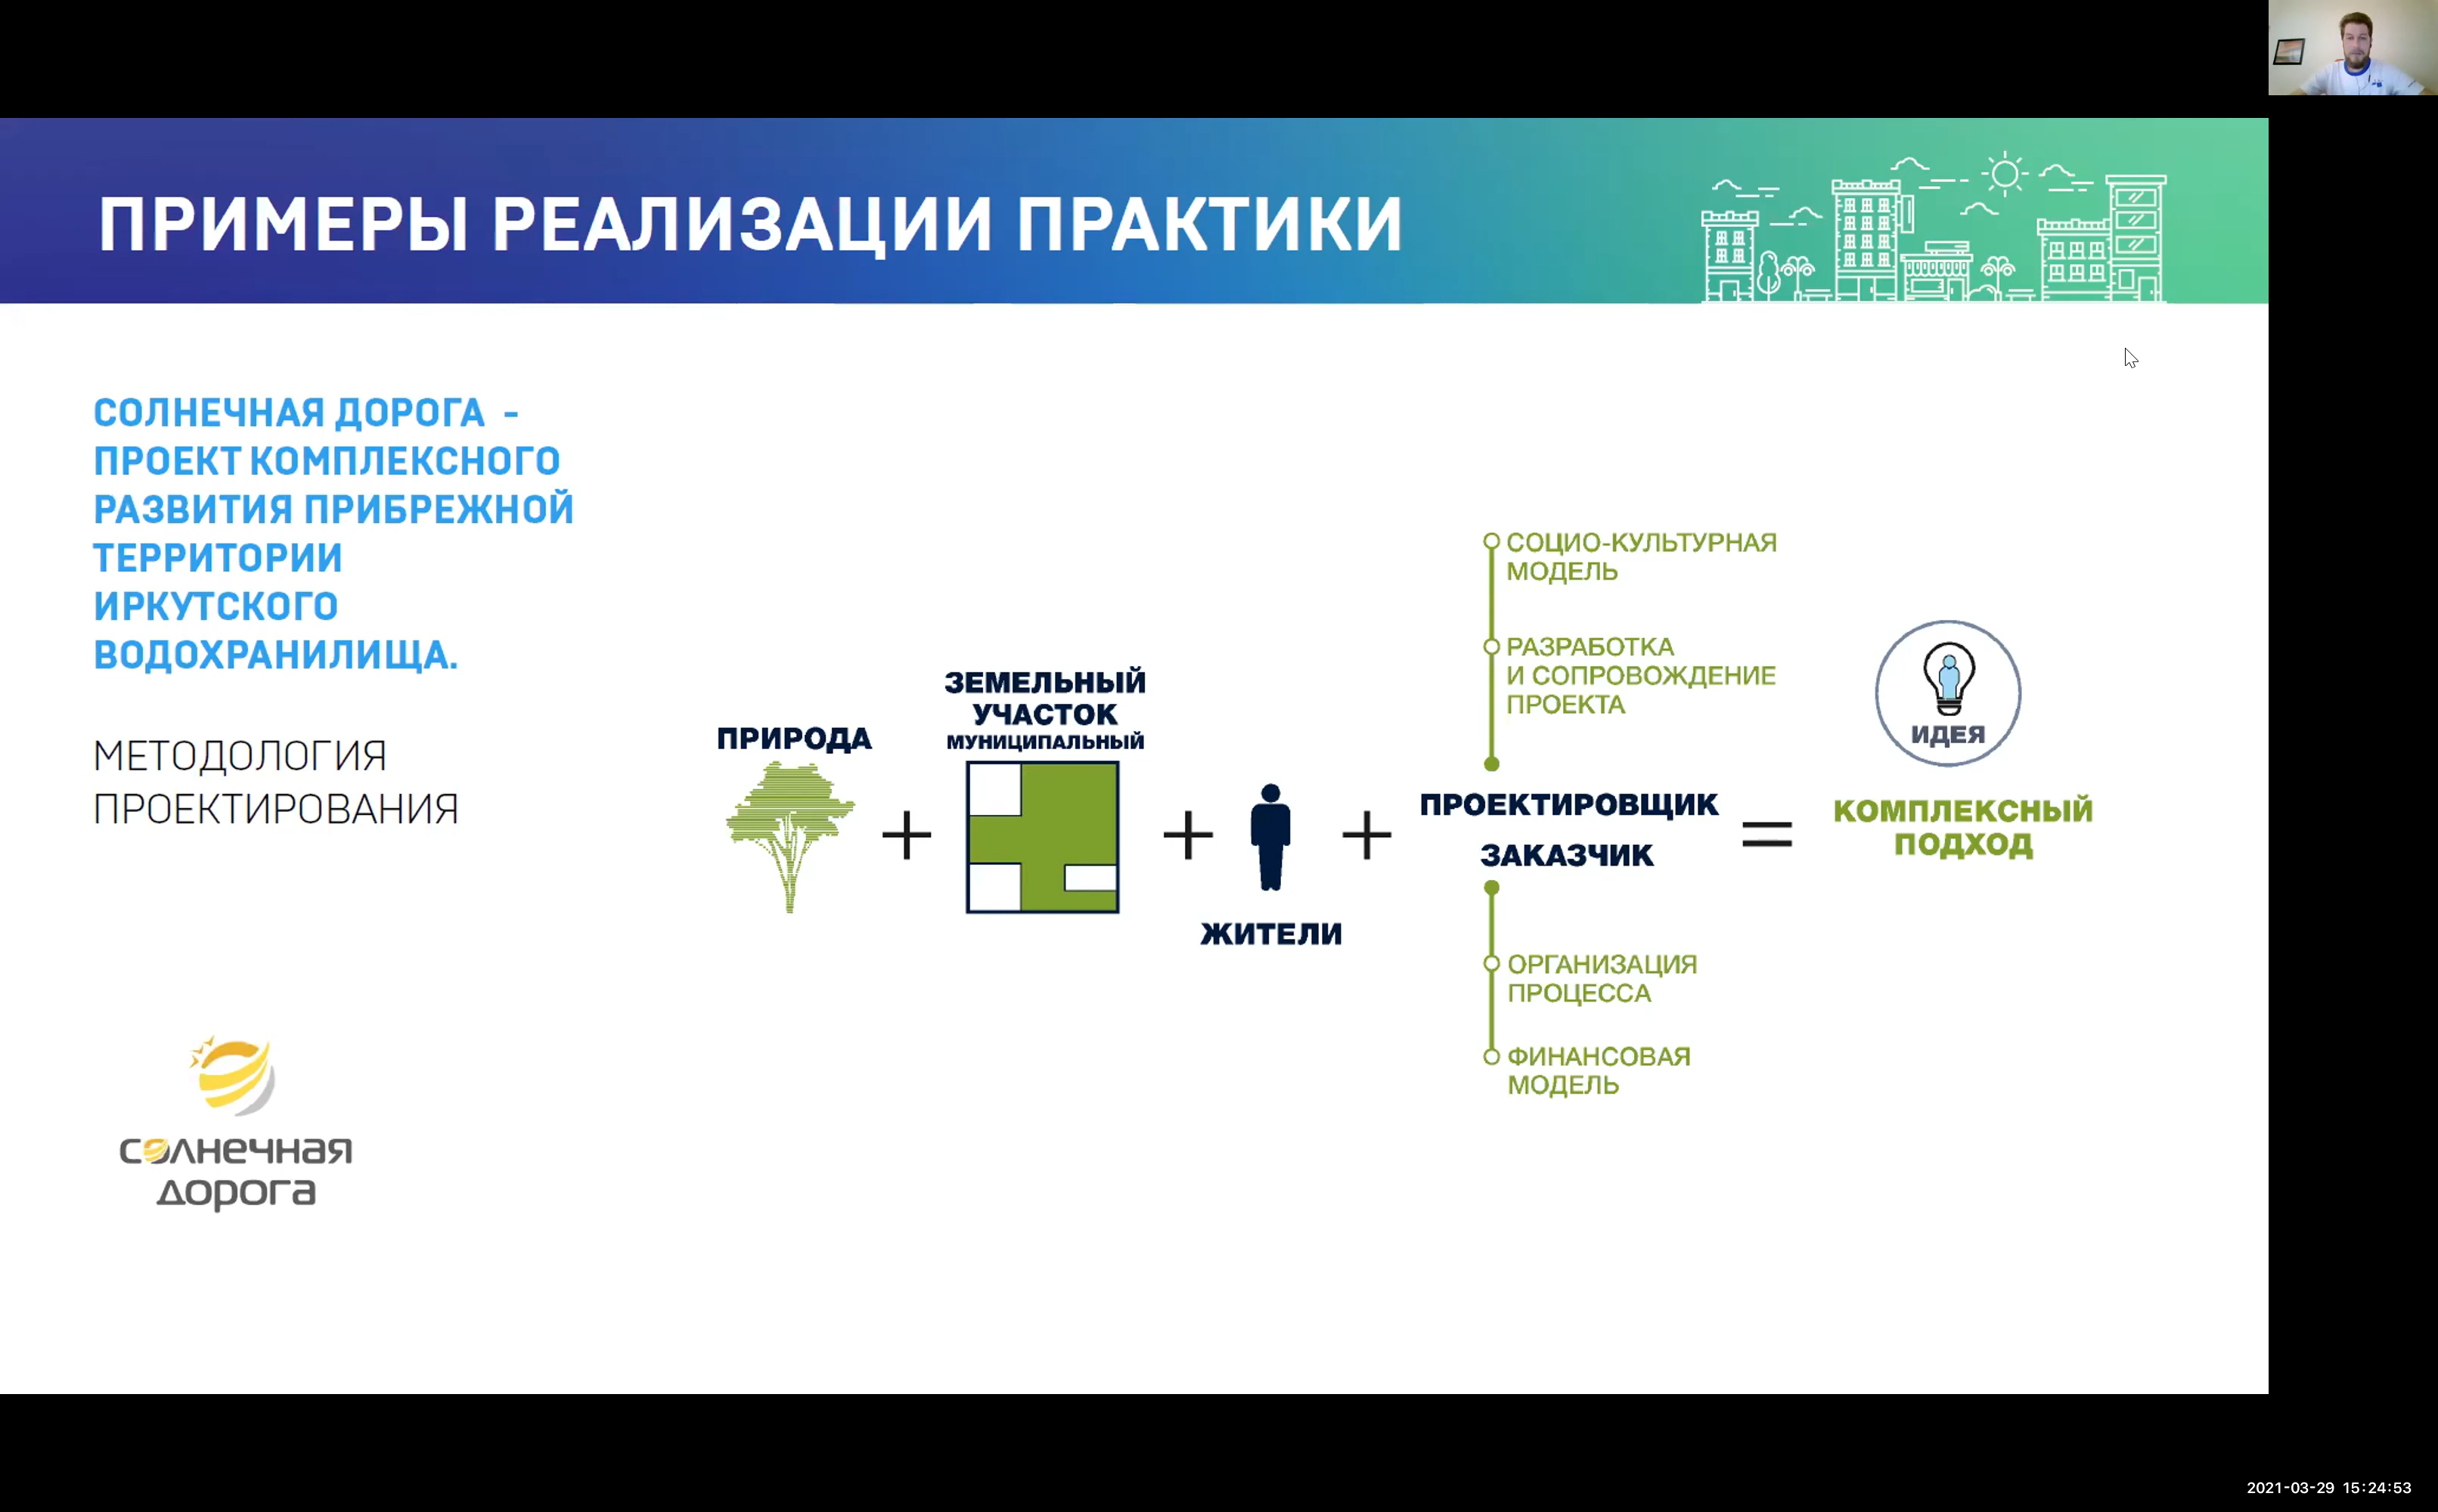 ПРИМЕРЫ РЕАЛИЗАЦИИ ПРАКТИКИ
СОЛНЕЧНАЯ ДОРОГА -
ПРОЕКТ КОМПЛЕКСНОГО
РАЗВИТИЯ ПРИБРЕЖНОЙ
ТЕРРИТОРИИ
ИРКУТСКОГО
ВОДОХРАНИЛИЩА.
МЕТОДОЛОГИЯ
ПРОЕКТИРОВАНИЯ
солнечная
дорога
ПРИРОДА
+
ЗЕМЕЛЬНЫЙ
УЧАСТОК
МУНИЦИПАЛЬНЫЙ
+
ЖИТЕЛИ
+
СОЦИО-КУЛЬТУРНАЯ
МОДЕЛЬ
РАЗРАБОТКА
И СОПРОВОЖДЕНИЕ
ПРОЕКТА
ПРОЕКТИРОВЩИК
ЗАКАЗЧИК
ОРГАНИЗАЦИЯ
ПРОЦЕССА
ФИНАНСОВАЯ
МОДЕЛЬ
=
ИДЕЯ
КОМПЛЕКСНЫЙ
ПОДХОД
2021-03-29 15:24:53